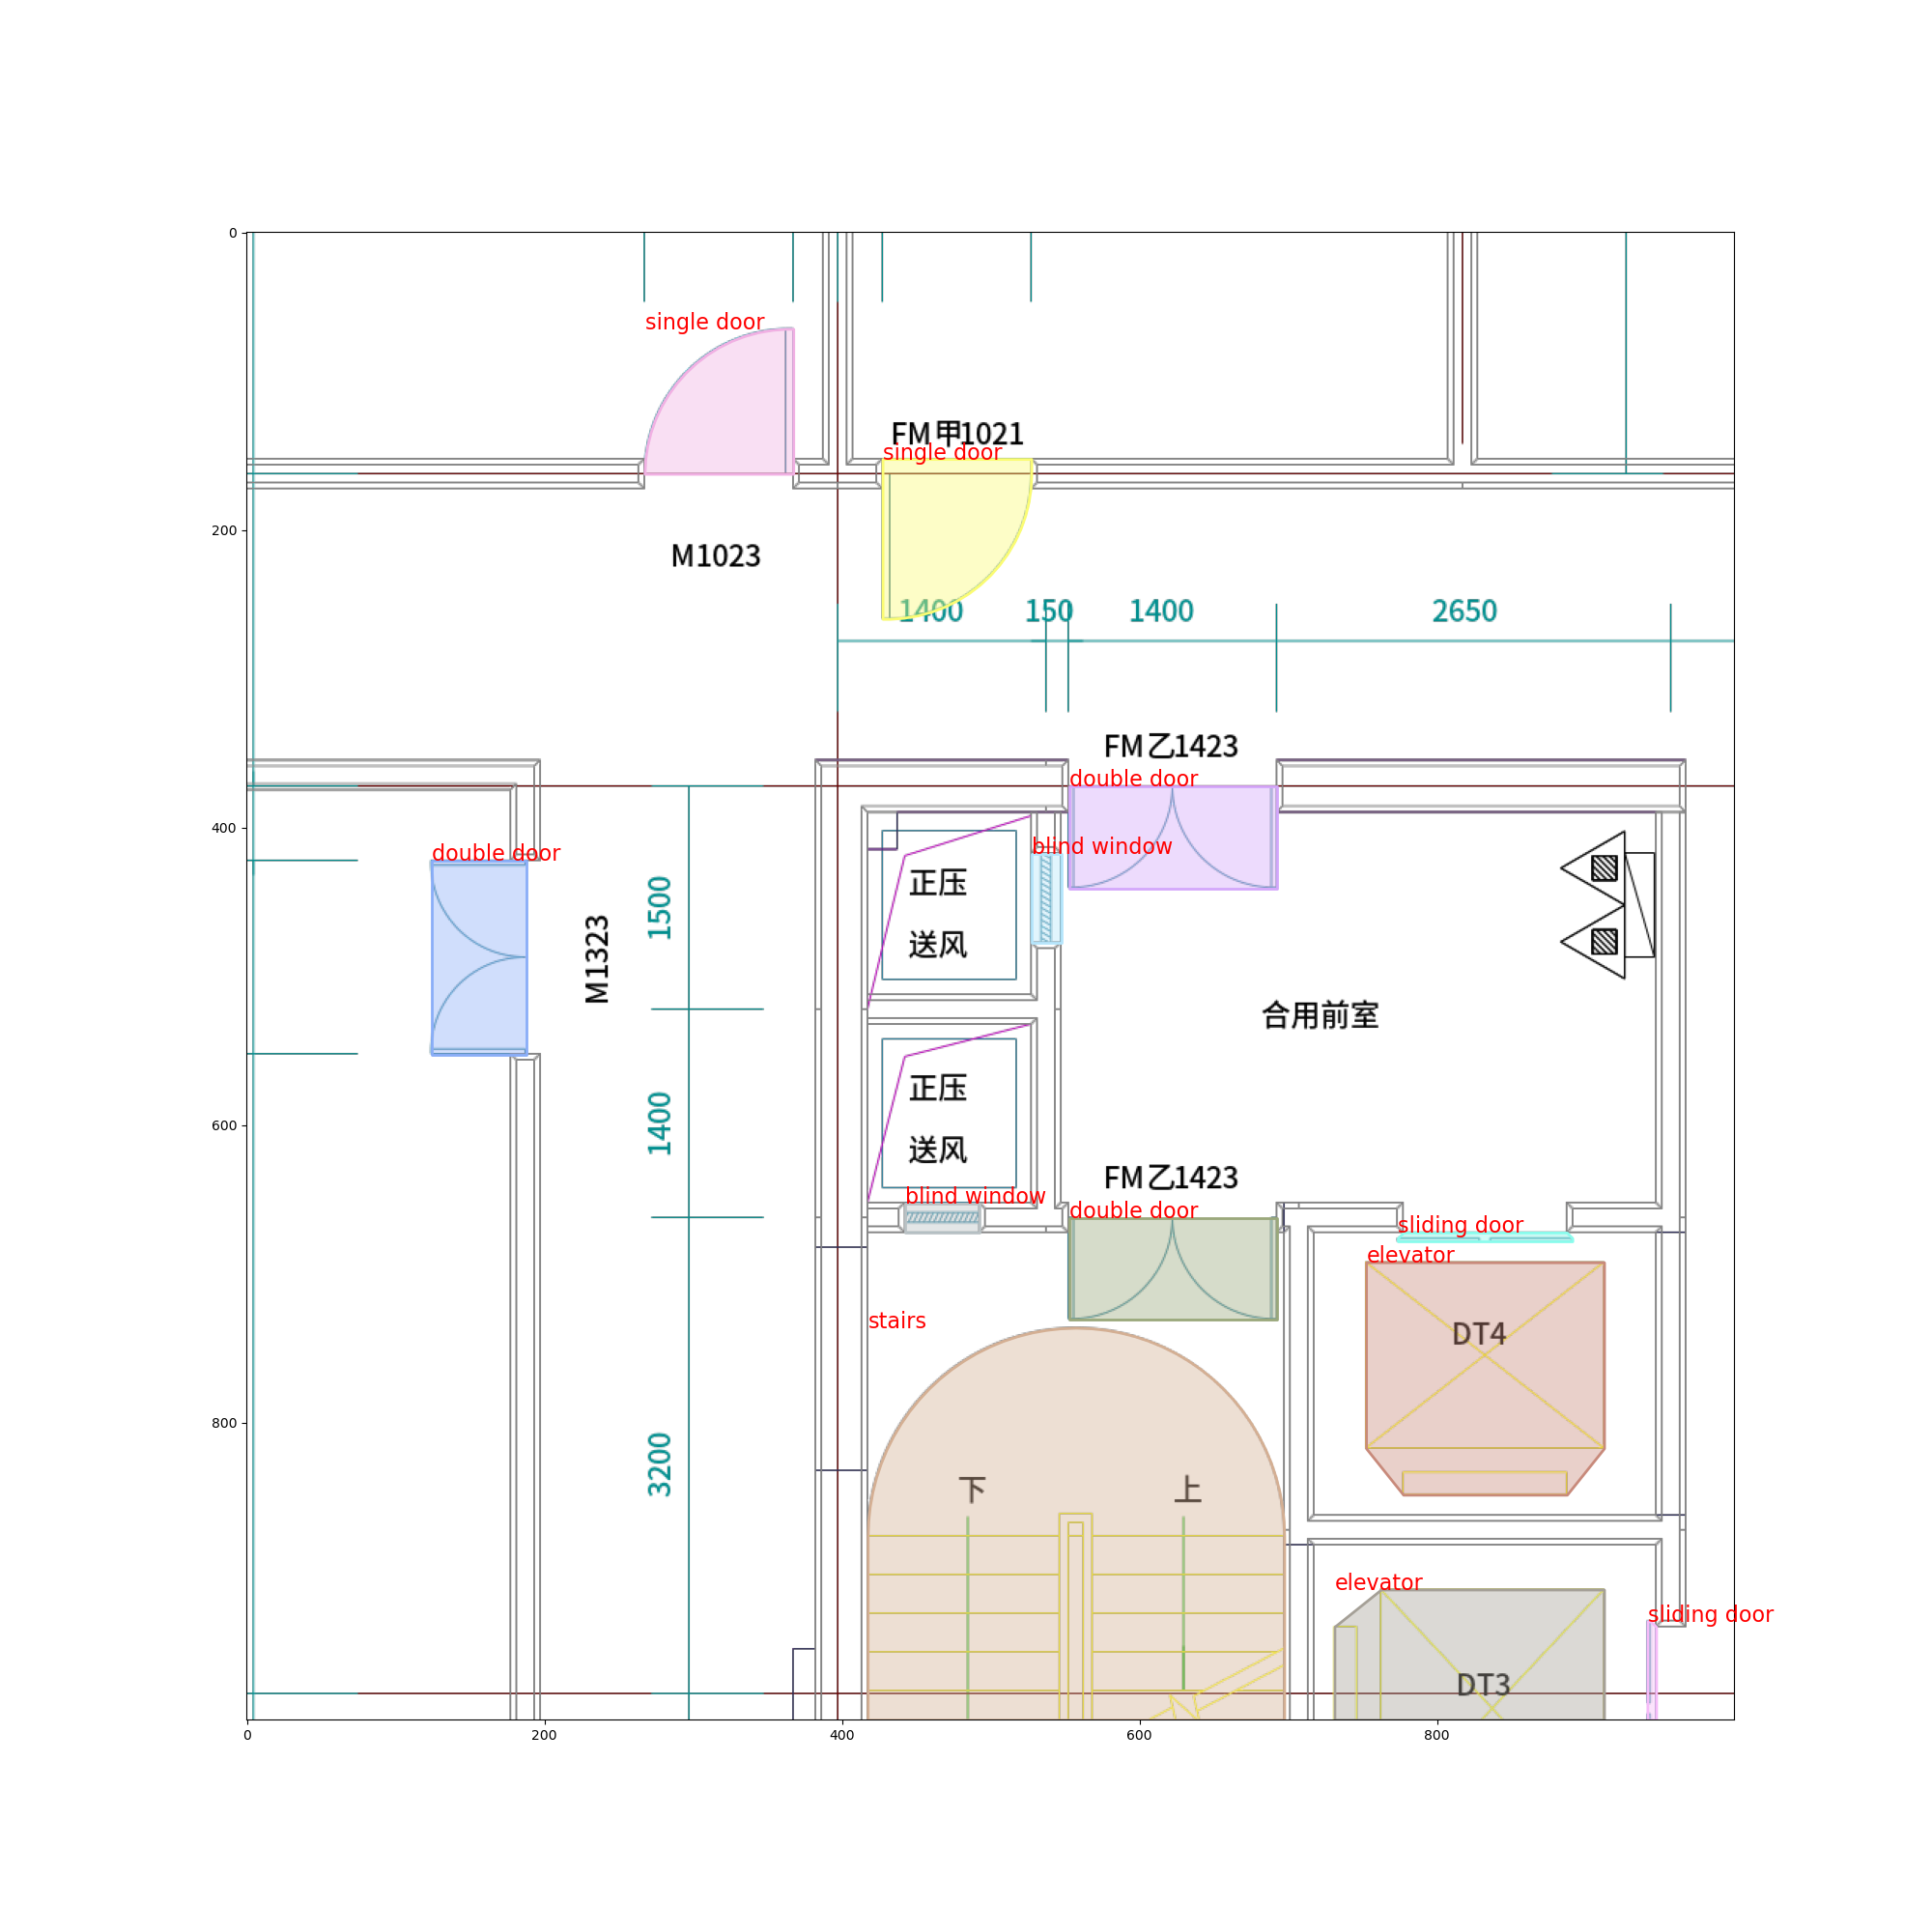 0
single door
FM甲1021
single door
200
M1023
1400
150
1400
2650
FM乙1423
double door
400
double door
blind window
正压
送风
1500
M1323
合用前室
600
1400
正压
送风
FM乙1423
blind window
double door
sliding door
elevator
stairs
DT4
800
3200
下
上
elevator
sliding door
DT3
0
200
400
600
800